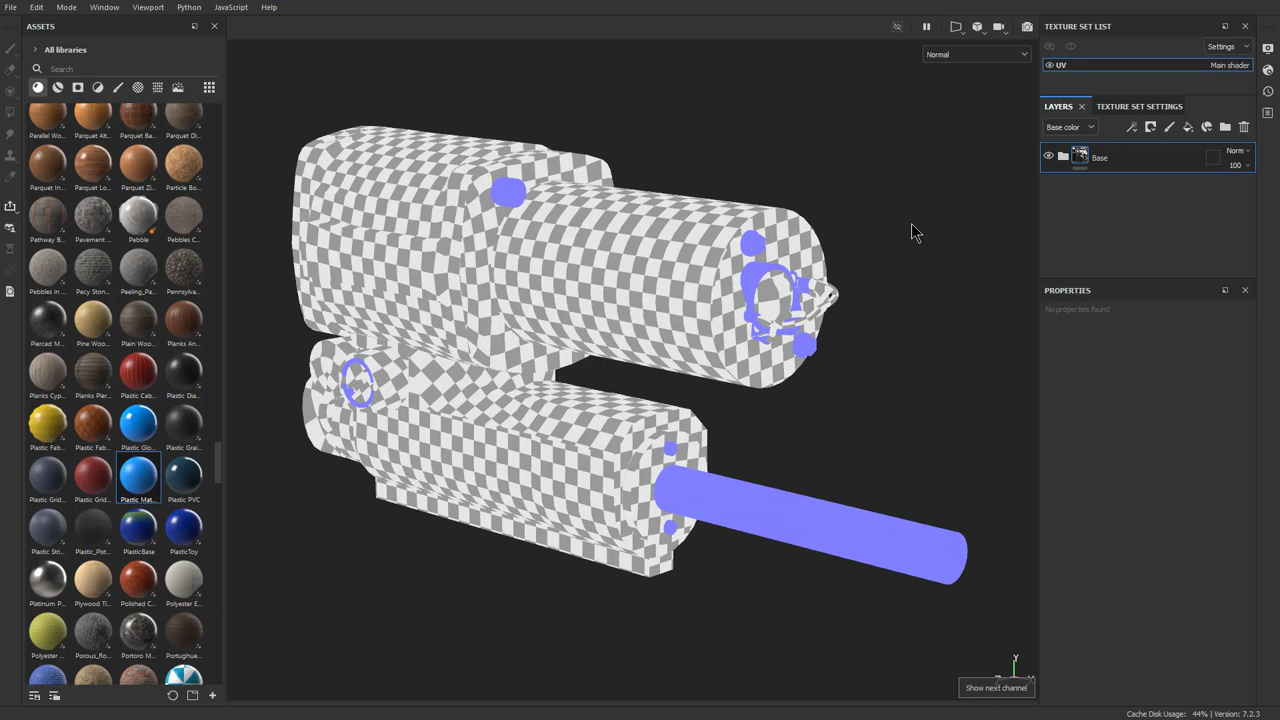 File Edit Mode Window Viewport Python JavaScript Help
ASSETS
All libraries
Search
Parallel Wo... Parquet Alt... Parquet Ba... Parquet Di...
Parquet In... Parquet Lo... Parquet Zi... Particle Bo...
Pathway B... Pavement ... Pebble Pebbles C...
Pebbles in ... Pecy Stone... Peeling_Pa... Pennsylva...
Pierced M... Pine Woo... Plain Woo... Planks An...
Planks Cyp... Planks Pier... Plastic Cab... Plastic Dia...
Plastic Fab... Plastic Fab... Plastic Glo... Plastic Grai...
Plastic Grid... Plastic Grid... Plastic Mat... Plastic PVC
Plastic Stri... Plastic_Pist... PlasticBase PlasticToy
Platinum P... Plywood Ti... Polished C... Polyester E...
Polyester ... Porous_Ro... Portoro M... Portughue...
Normal
Y
Show next channel
TEXTURE SET LIST
Settings
UV Main shader
LAYERS TEXTURE SET SETTINGS
Base color
Base Norm
100
PROPERTIES
No properties found
Cache Disk Usage: 44% | Version: 7.2.3